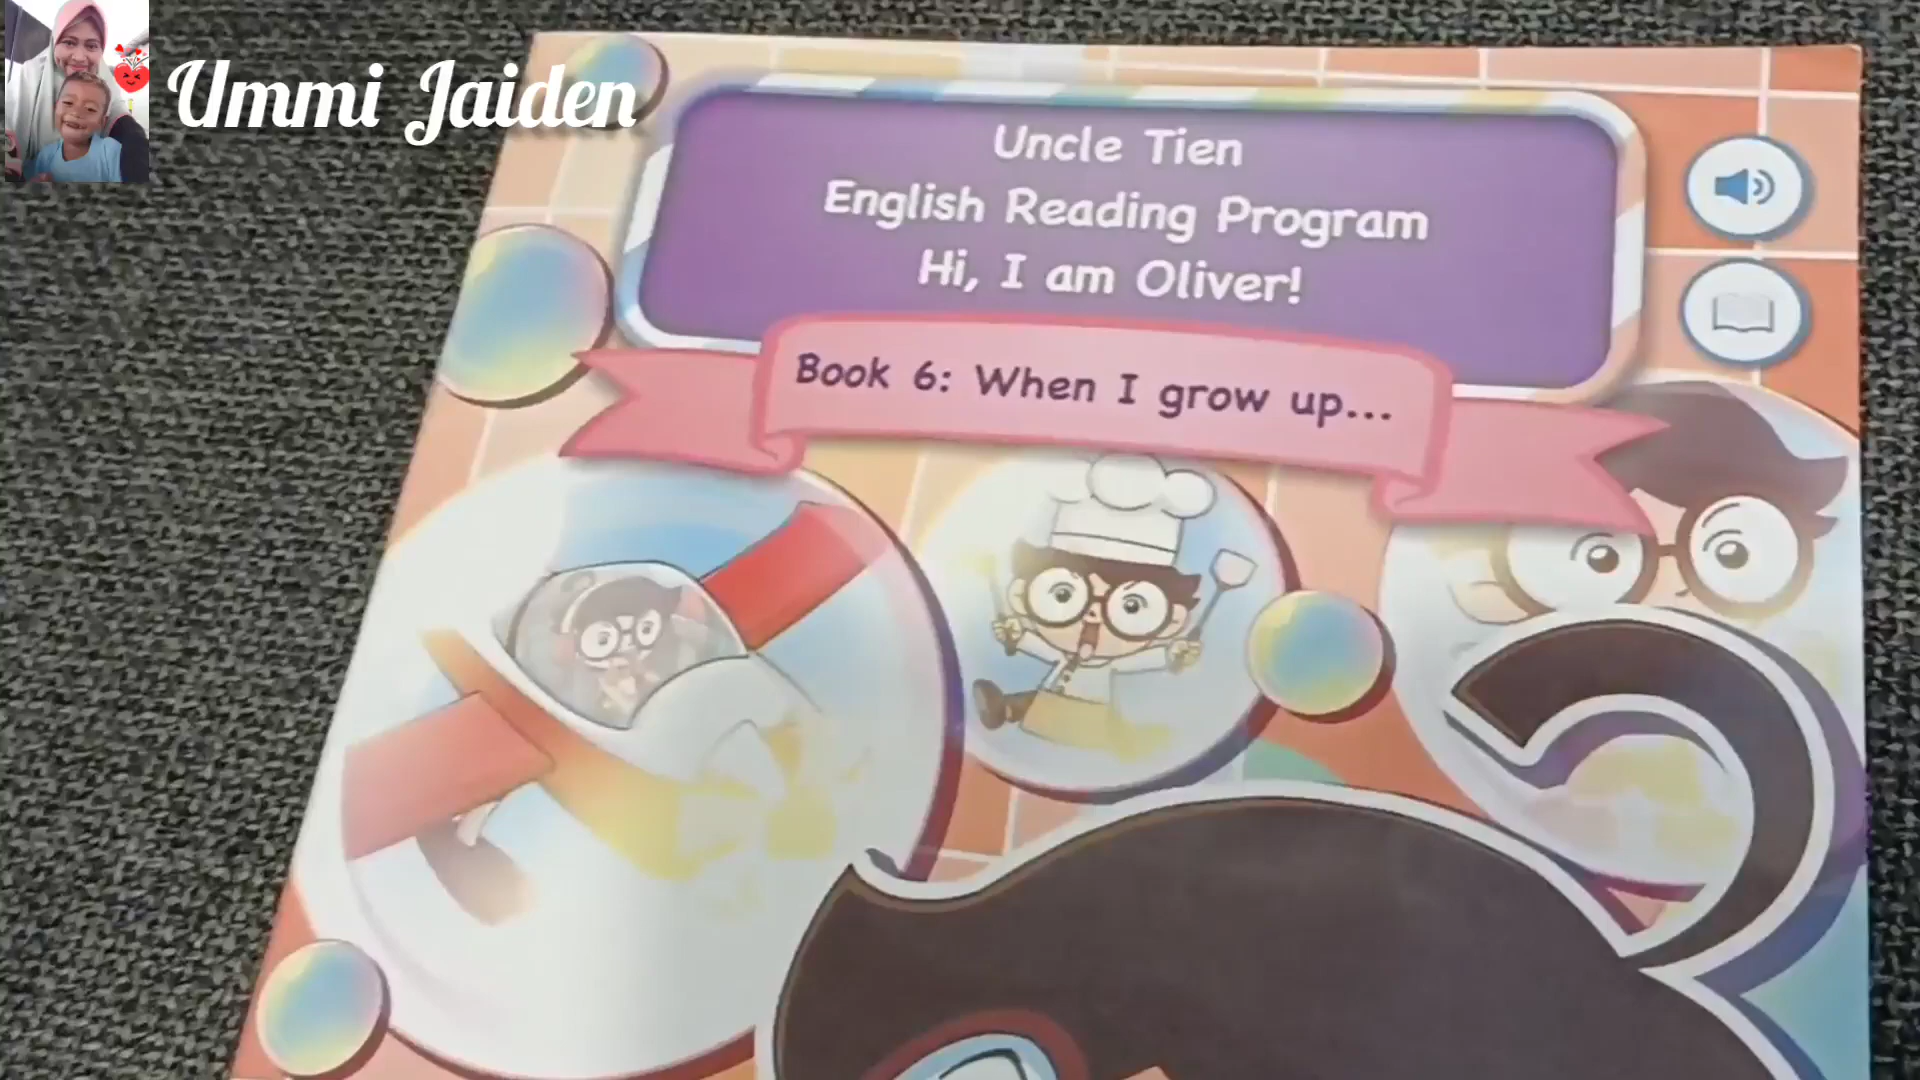 Ummi Jaiden
Uncle Tien
English Reading Program
Hi, I am Oliver!
Book 6: When I grow up...